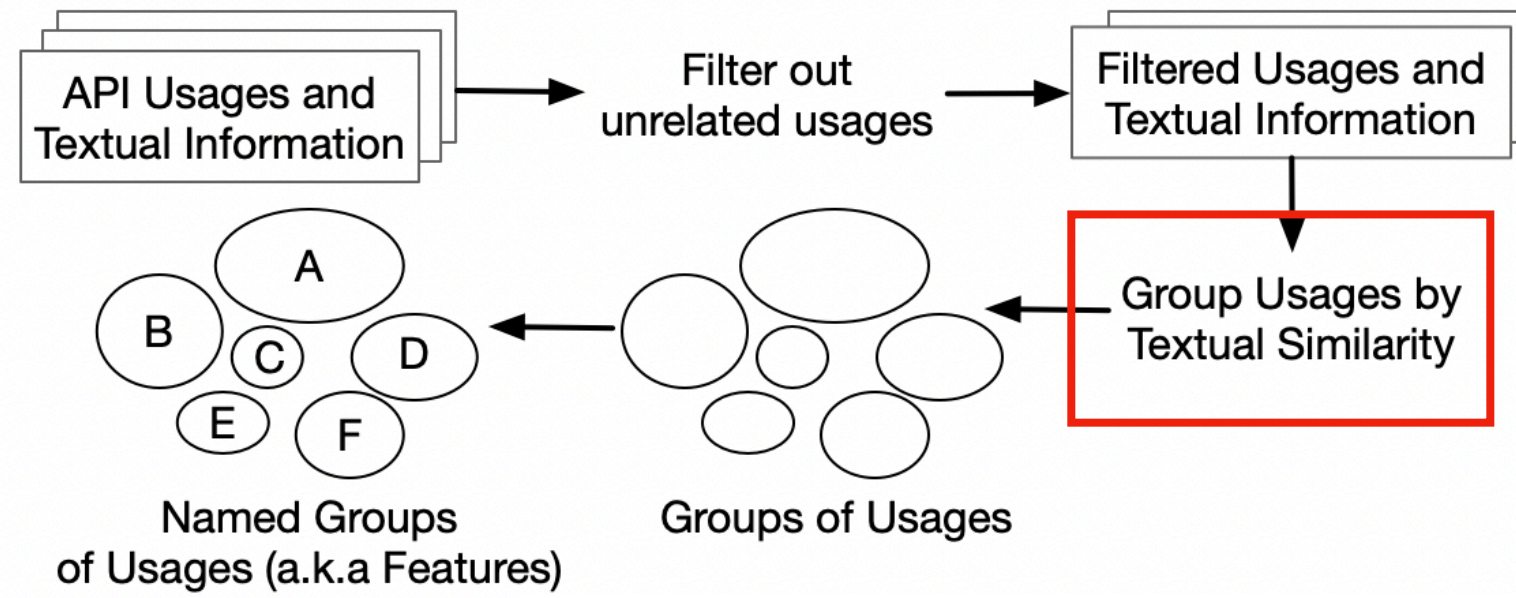 API Usages and
Textual Information
Filter out
unrelated usages
Filtered Usages and
Textual Information
Group Usages by
Textual Similarity
A
B
C
D
E
F
Named Groups
of Usages (a.k.a Features)
Groups of Usages